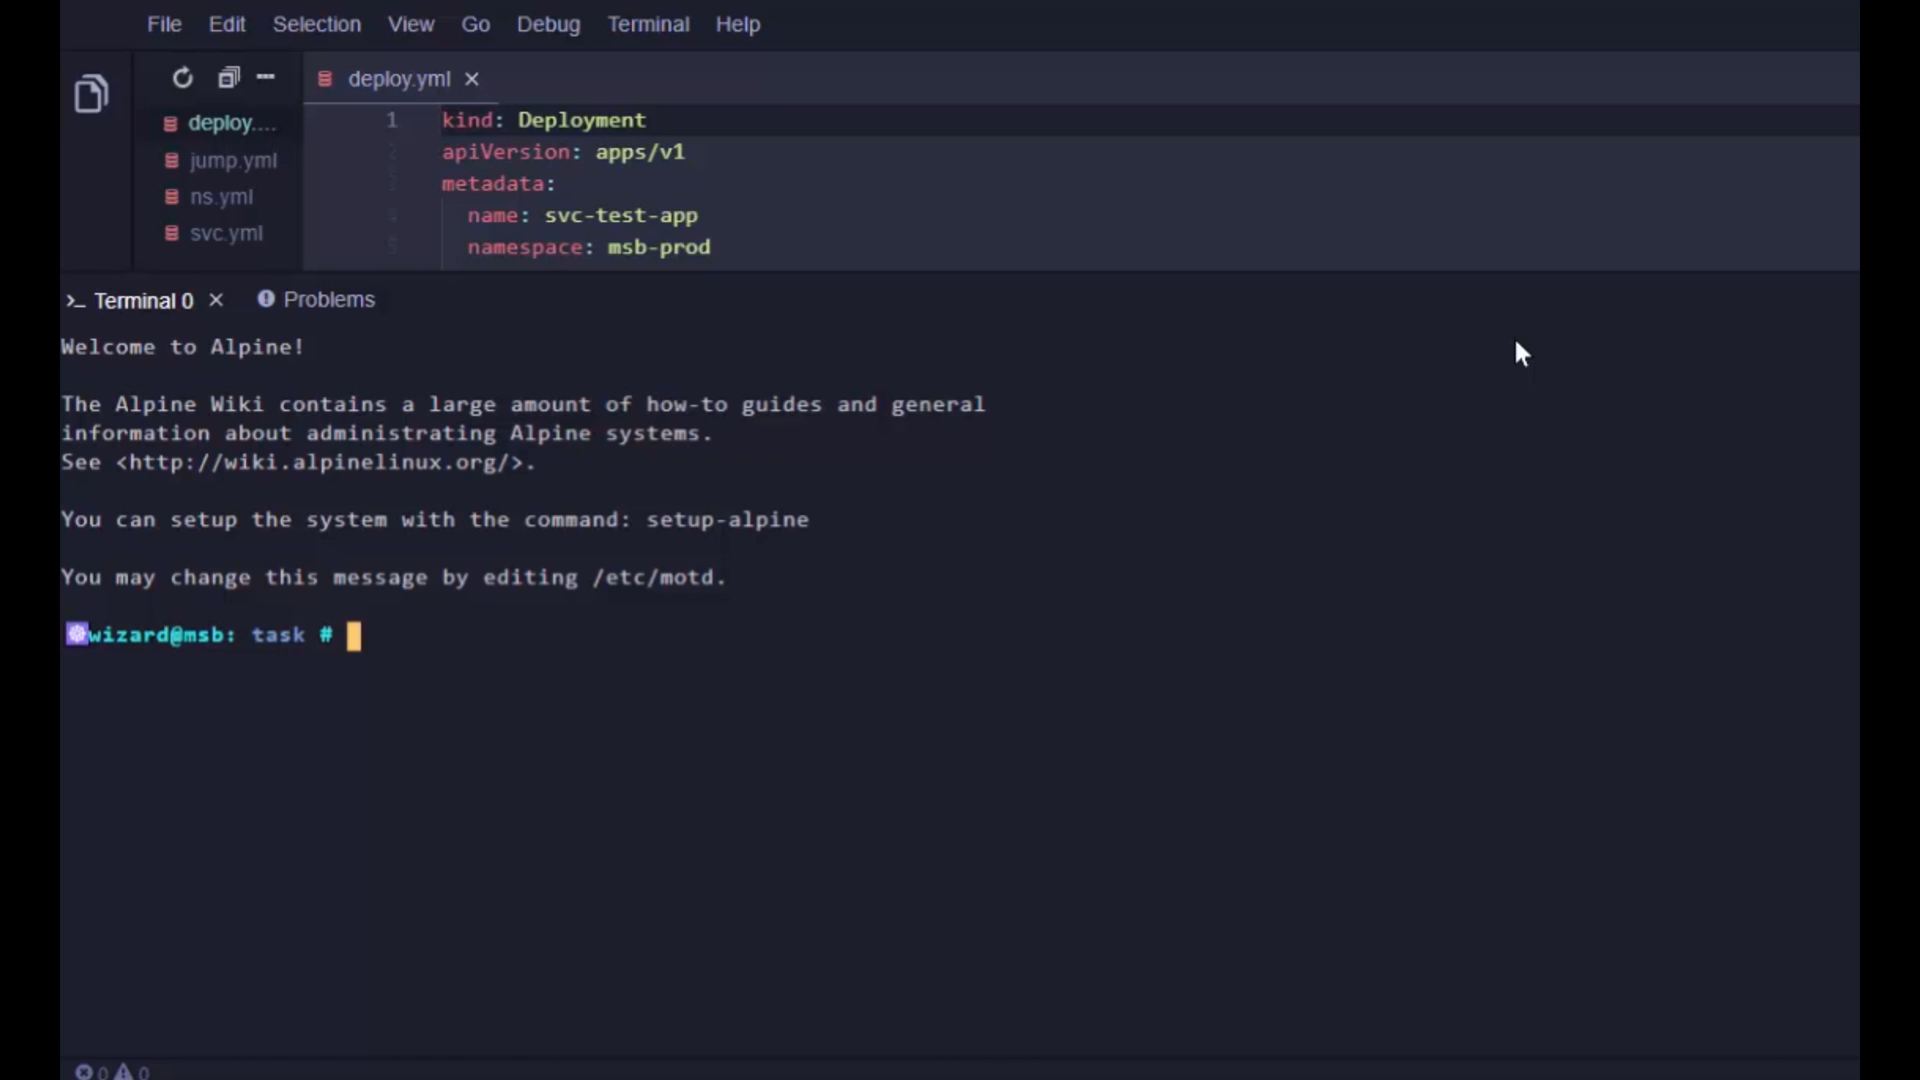 File Edit Selection View Go Debug Terminal Help
deploy.yml
deploy....
jump.yml
ns.yml
svc.yml
1 kind: Deployment
apiVersion: apps/v1
metadata:
name: svc-test-app
namespace: msb-prod
>_ Terminal 0 Problems
Welcome to Alpine!
The Alpine Wiki contains a large amount of how-to guides and general
information about administrating Alpine systems.
See <http://wiki.alpinelinux.org/>.
You can setup the system with the command: setup-alpine
You may change this message by editing /etc/motd.
wizard@msb: task #
0 0